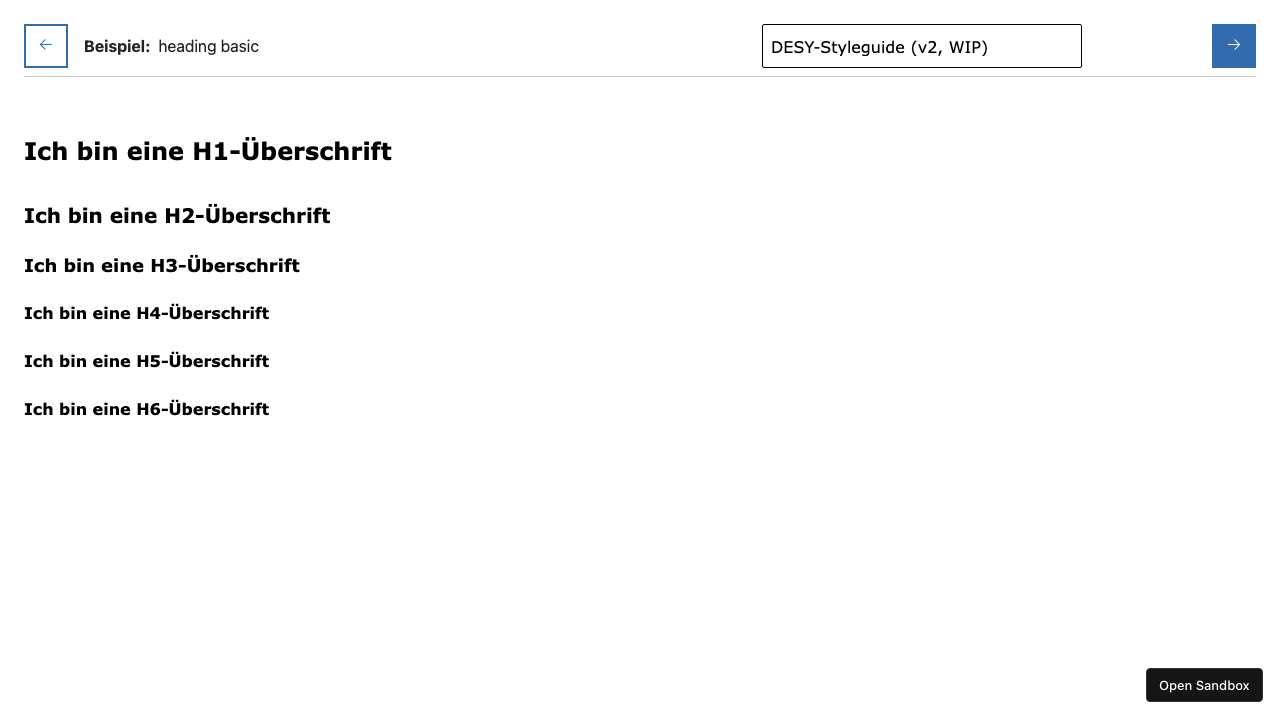 Beispiel: heading basic
DESY-Styleguide (v2, WIP)
Ich bin eine H1-Überschrift
Ich bin eine H2-Überschrift
Ich bin eine H3-Überschrift
Ich bin eine H4-Überschrift
Ich bin eine H5-Überschrift
Ich bin eine H6-Überschrift
Open Sandbox